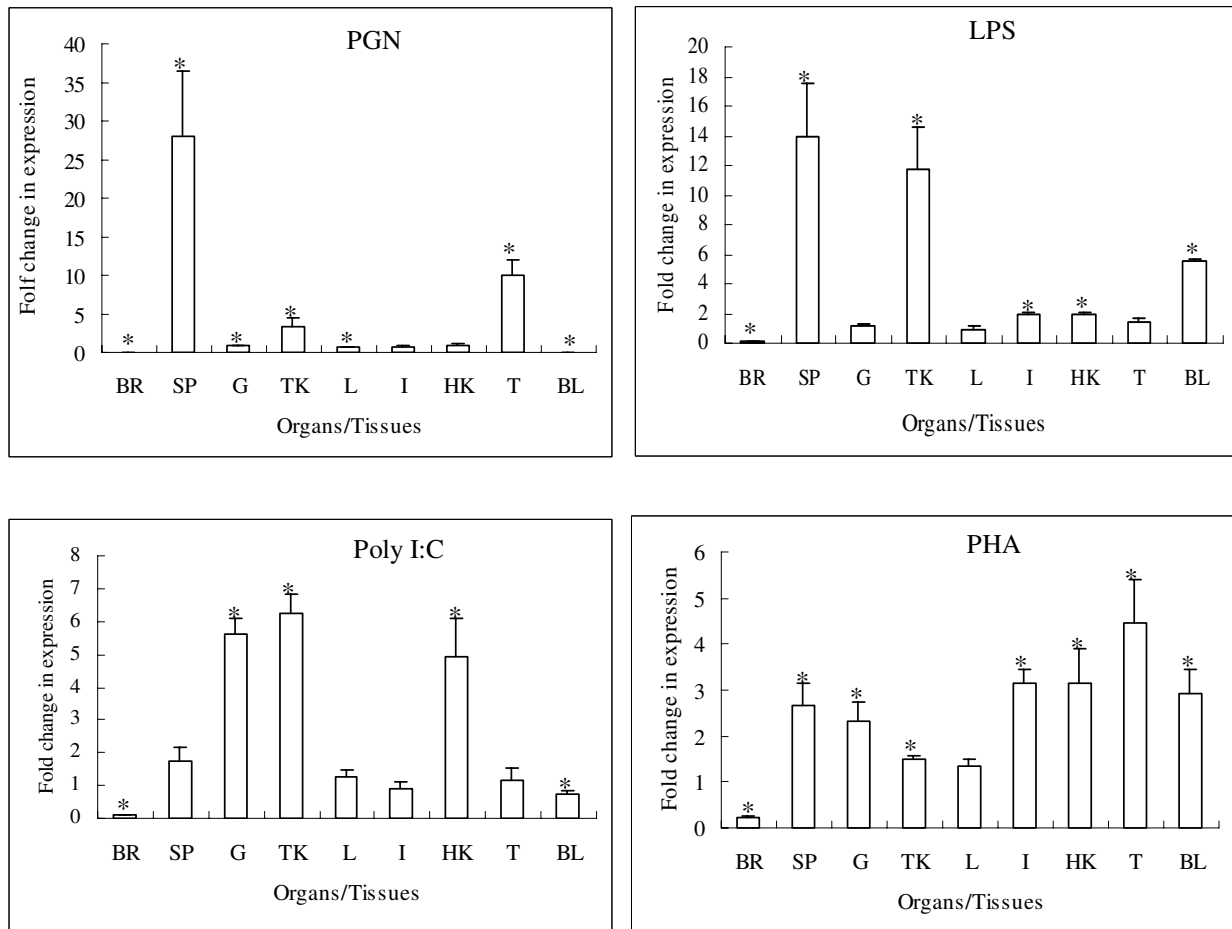 PGN
Folf change in expression
40
35
30
25
20
15
10
5
0
* * * * * * *
BR SP G TK L I HK T BL
Organs/Tissues
LPS
Fold change in expression
20
18
16
14
12
10
8
6
4
2
0
* * * * * *
BR SP G TK L I HK T BL
Organs/Tissues
Poly I:C
Fold change in expression
8
7
6
5
4
3
2
1
0
* * * * *
BR SP G TK L I HK T BL
Organs/Tissues
PHA
Fold change in expression
6
5
4
3
2
1
0
* * * * * * * *
BR SP G TK L I HK T BL
Organs/Tissues